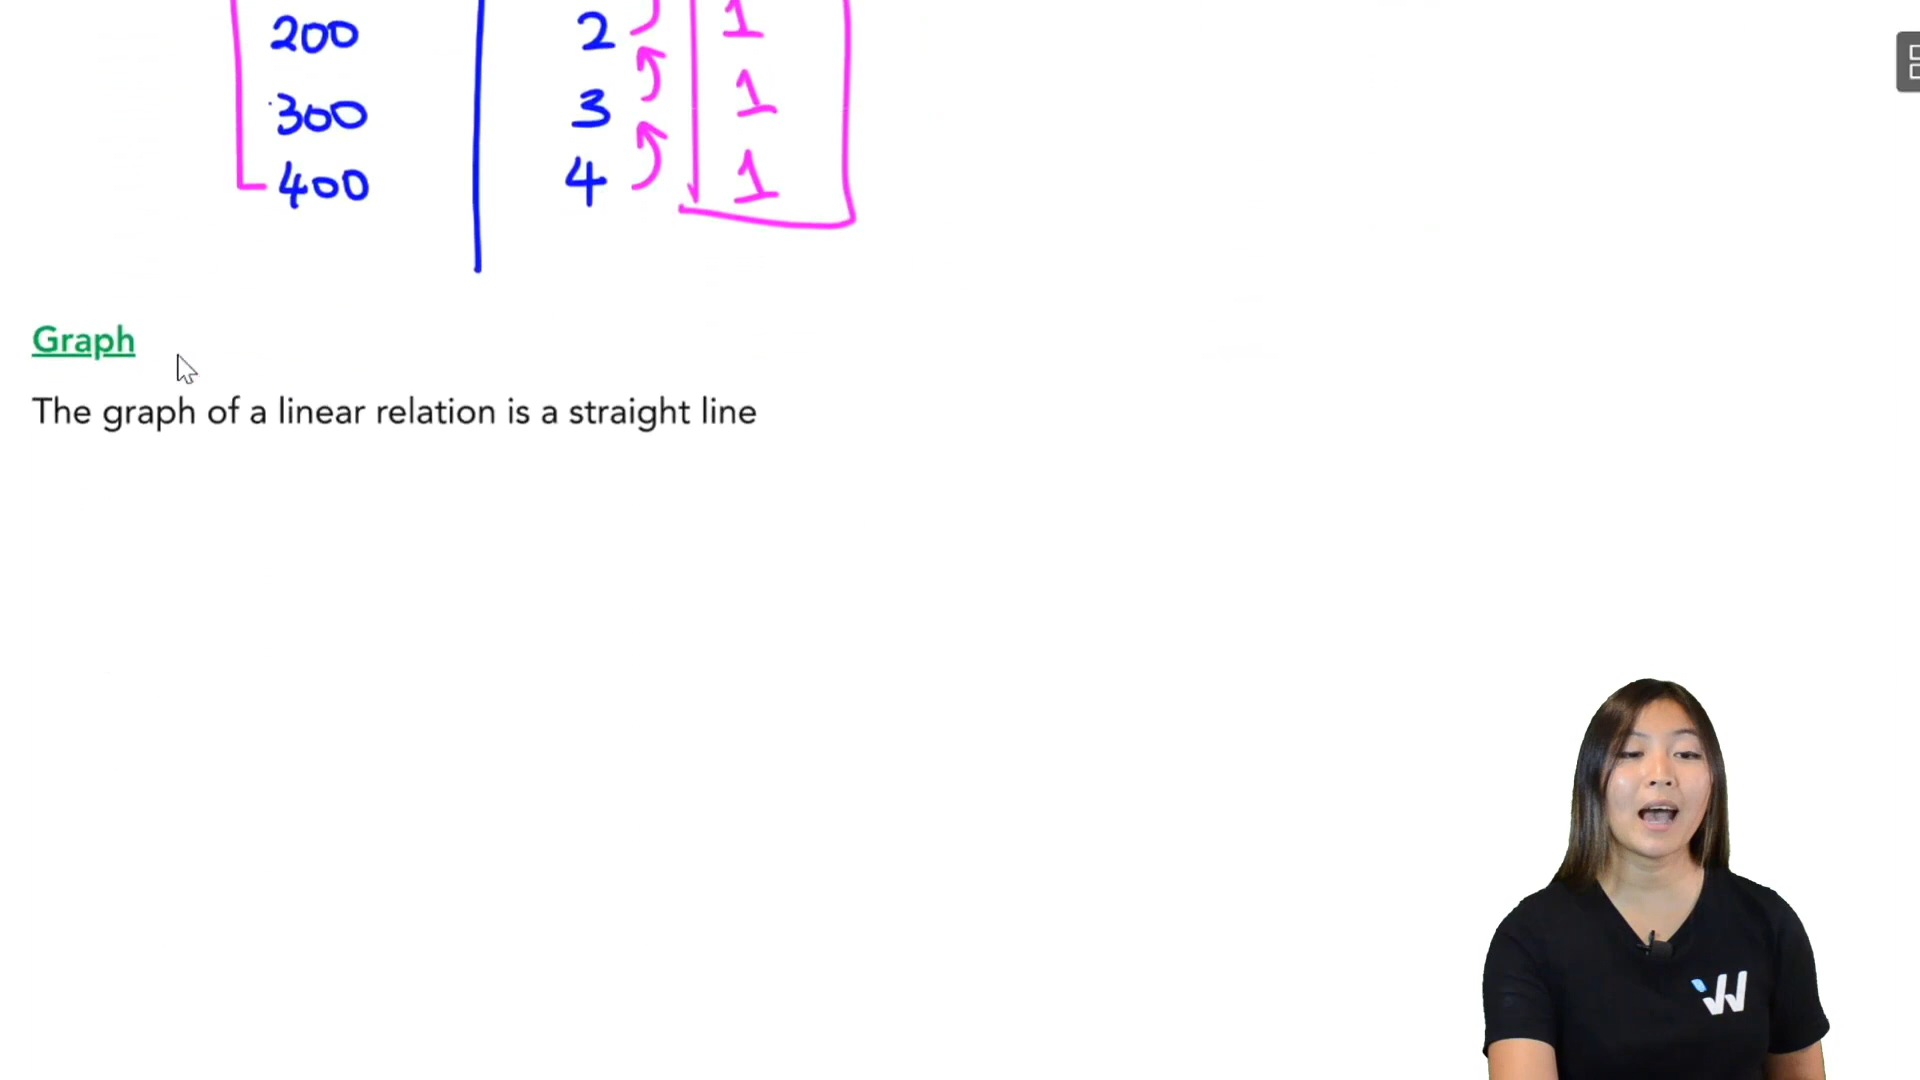 200 2 1
300 3 1
400 4 1
Graph
The graph of a linear relation is a straight line
W